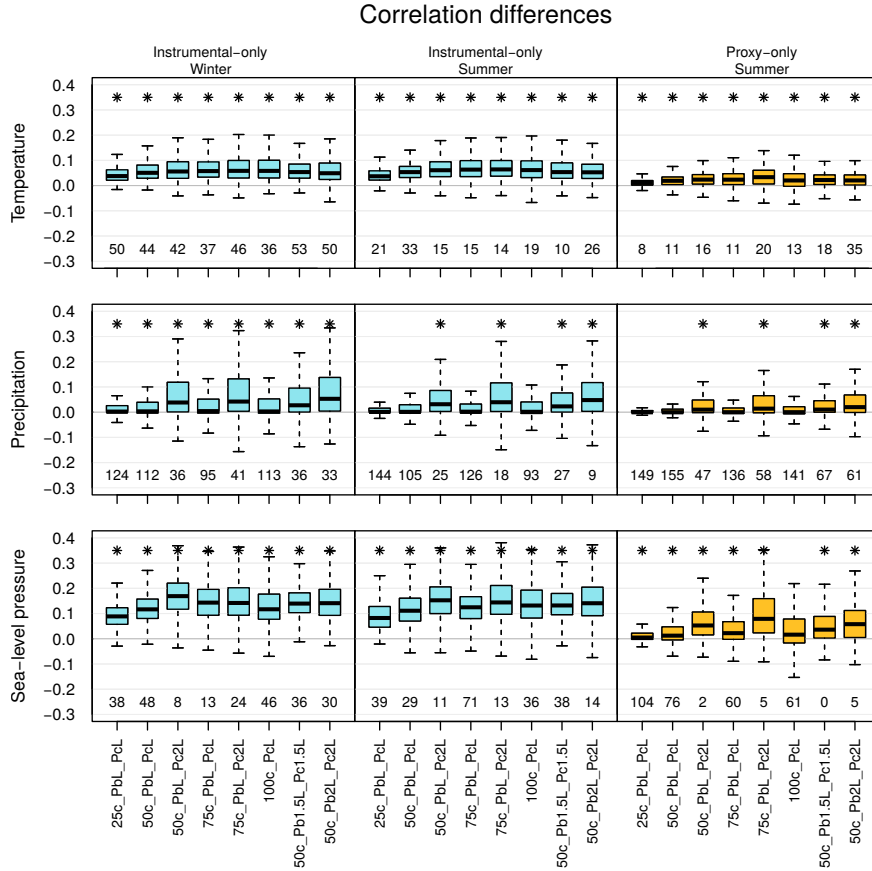 Correlation differences
Instrumental−only
Winter
Instrumental−only
Summer
Proxy−only
Summer
Temperature
0.4
0.3
0.2
0.1
0.0
−0.1
−0.2
−0.3
50 44 42 37 46 36 53 50
21 33 15 15 14 19 10 26
8 11 16 11 20 13 18 35
Precipitation
0.4
0.3
0.2
0.1
0.0
−0.1
−0.2
−0.3
124 112 36 95 41 113 36 33
144 105 25 126 18 93 27 9
149 155 47 136 58 141 67 61
Sea−level pressure
0.4
0.3
0.2
0.1
0.0
−0.1
−0.2
−0.3
38 48 8 13 24 46 36 30
39 29 11 71 13 36 38 14
104 76 2 60 5 61 0 5
25c_PbL_PcL
50c_PbL_PcL
50c_PbL_Pc2L
75c_PbL_PcL
75c_PbL_Pc2L
100c_PcL
50c_Pb1.5L_Pc1.5L
50c_Pb2L_Pc2L
25c_PbL_PcL
50c_PbL_PcL
50c_PbL_Pc2L
75c_PbL_PcL
75c_PbL_Pc2L
100c_PcL
50c_Pb1.5L_Pc1.5L
50c_Pb2L_Pc2L
25c_PbL_PcL
50c_PbL_PcL
50c_PbL_Pc2L
75c_PbL_PcL
75c_PbL_Pc2L
100c_PcL
50c_Pb1.5L_Pc1.5L
50c_Pb2L_Pc2L